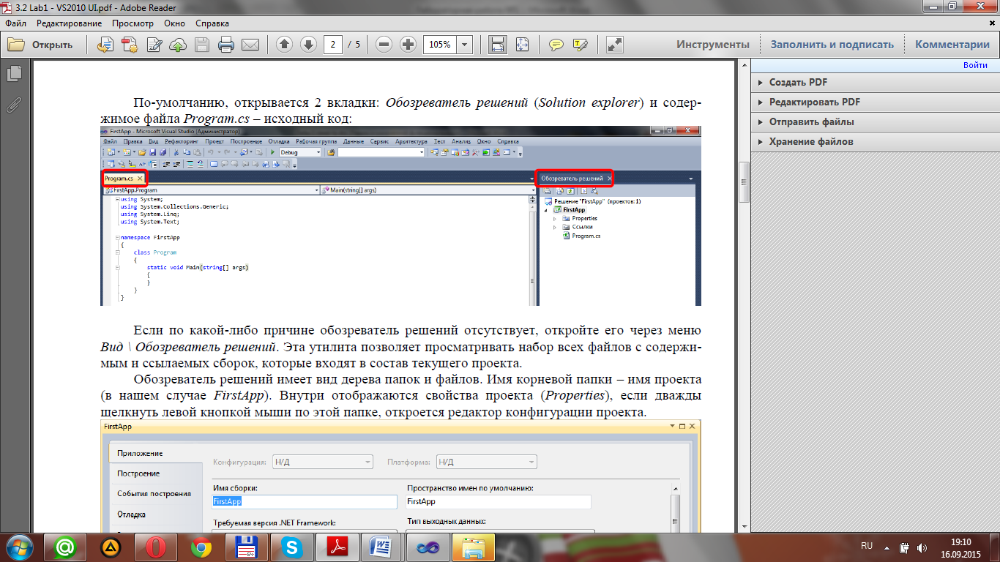 3.2 Lab1 - VS2010 UI.pdf - Adobe Reader
Файл Редактирование Просмотр Окно Справка
Открыть 2 / 5 105% Инструменты Заполнить и подписать Комментарии
Войти
Создать PDF
Редактировать PDF
Отправить файлы
Хранение файлов
По-умолчанию, открывается 2 вкладки: Обозреватель решений (Solution explorer) и содер-
жимое файла Program.cs – исходный код:
FirstApp - Microsoft Visual Studio (Администратор)
Файл Правка Вид Рефакторинг Проект Построение Отладка Рабочая группа Данные Сервис Архитектура Тест Анализ Окно Справка
Debug
Program.cs
FirstApp.Program Main(string[] args)
using System;
using System.Collections.Generic;
using System.Linq;
using System.Text;
namespace FirstApp
{
class Program
{
static void Main(string[] args)
{
}
}
}
Обозреватель решений
Решение "FirstApp" (проектов: 1)
FirstApp
Properties
Ссылки
Program.cs
Если по какой-либо причине обозреватель решений отсутствует, откройте его через меню
Вид \ Обозреватель решений. Эта утилита позволяет просматривать набор всех файлов с содержи-
мым и ссылаемых сборок, которые входят в состав текущего проекта.
Обозреватель решений имеет вид дерева папок и файлов. Имя корневой папки – имя проекта
(в нашем случае FirstApp). Внутри отображаются свойства проекта (Properties), если дважды
щелкнуть левой кнопкой мыши по этой папке, откроется редактор конфигурации проекта.
FirstApp
Приложение
Построение
События построения
Отладка
Конфигурация: Н/Д Платформа: Н/Д
Имя сборки: Пространство имен по умолчанию:
FirstApp FirstApp
Требуемая версия .NET Framework: Тип выходных данных:
64
RU
19:10
16.09.2015